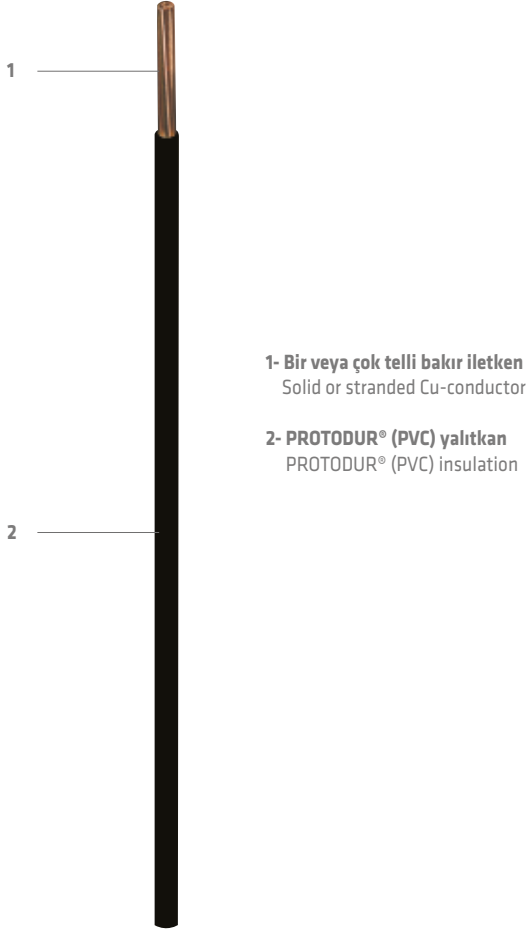 1
1- Bir veya çok telli bakır iletken
Solid or stranded Cu-conductor
2- PROTODUR® (PVC) yalıtkan
PROTODUR® (PVC) insulation
2